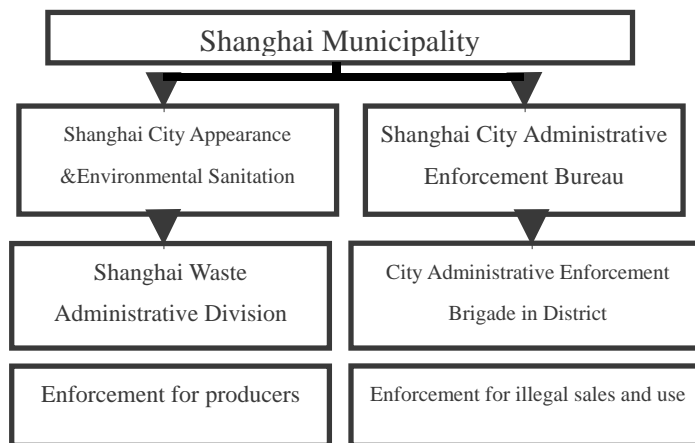 Shanghai Municipality
Shanghai City Appearance
&Environmental Sanitation
Shanghai City Administrative
Enforcement Bureau
Shanghai Waste
Administrative Division
City Administrative Enforcement
Brigade in District
Enforcement for producers
Enforcement for illegal sales and use